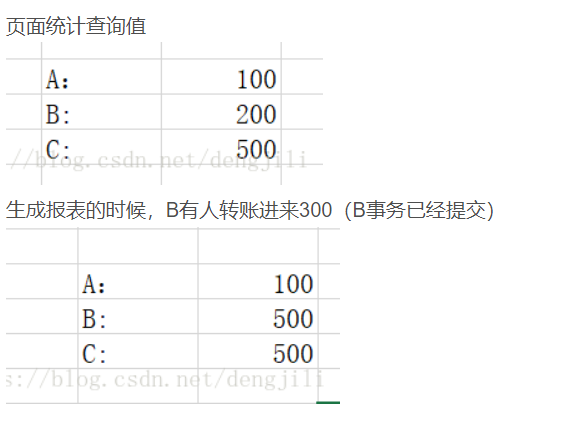 页面统计查询值
A: 100
B: 200
C: 500
//blog.csdn.net/dengjili
生成报表的时候，B有人转账进来300（B事务已经提交）
A: 100
B: 500
C: 500
s://blog.csdn.net/dengjili